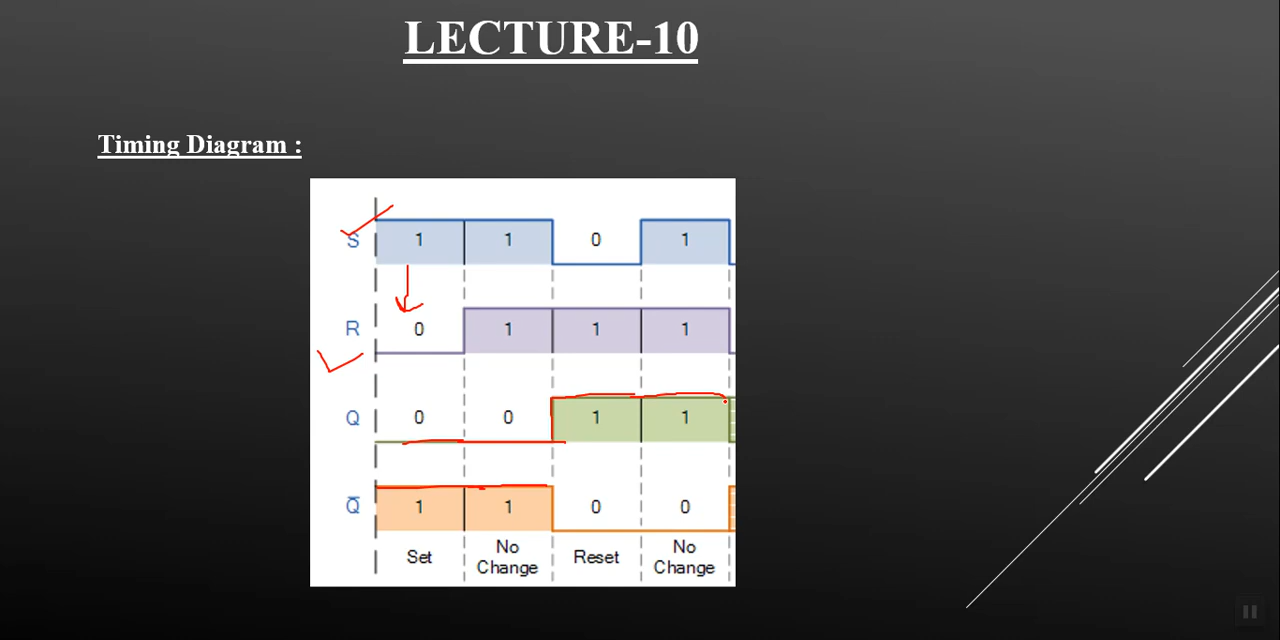 LECTURE-10
Timing Diagram :
S 1 1 0 1
R 0 1 1 1
Q 0 0 1 1
Q̅ 1 1 0 0
Set No Change Reset No Change